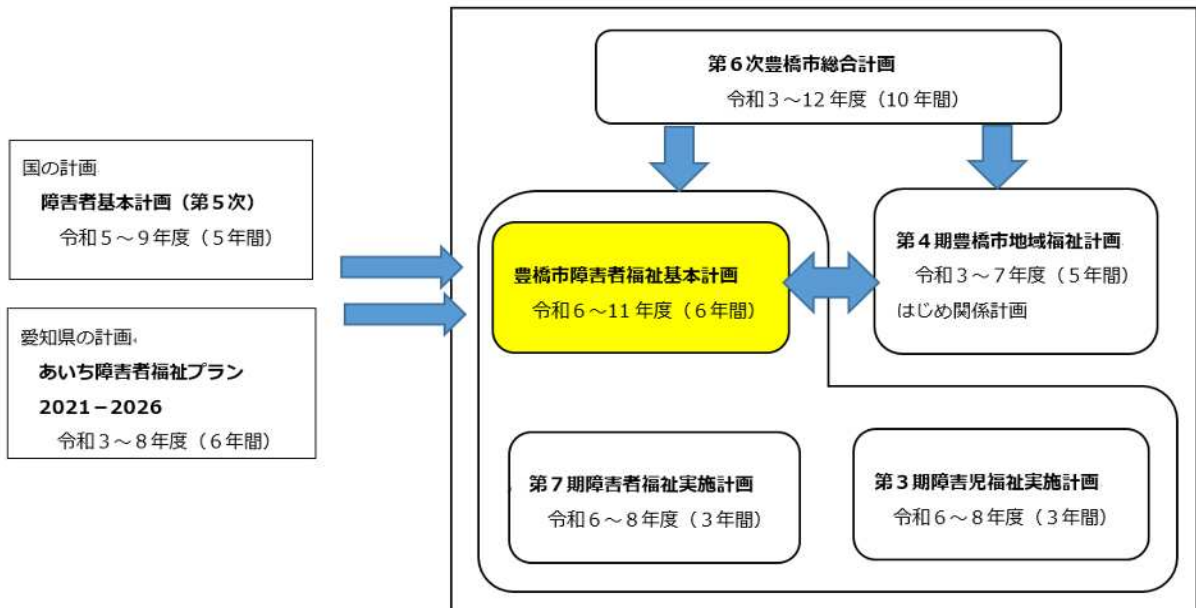 第６次豊橋市総合計画
令和３～12年度（10年間）
国の計画
障害者基本計画（第５次）
令和５～９年度（５年間）
愛知県の計画
あいち障害者福祉プラン
2021－2026
令和３～８年度（６年間）
豊橋市障害者福祉基本計画
令和６～11年度（６年間）
第４期豊橋市地域福祉計画
令和３～７年度（５年間）
はじめ関係計画
第７期障害者福祉実施計画
令和６～８年度（３年間）
第３期障害児福祉実施計画
令和６～８年度（３年間）